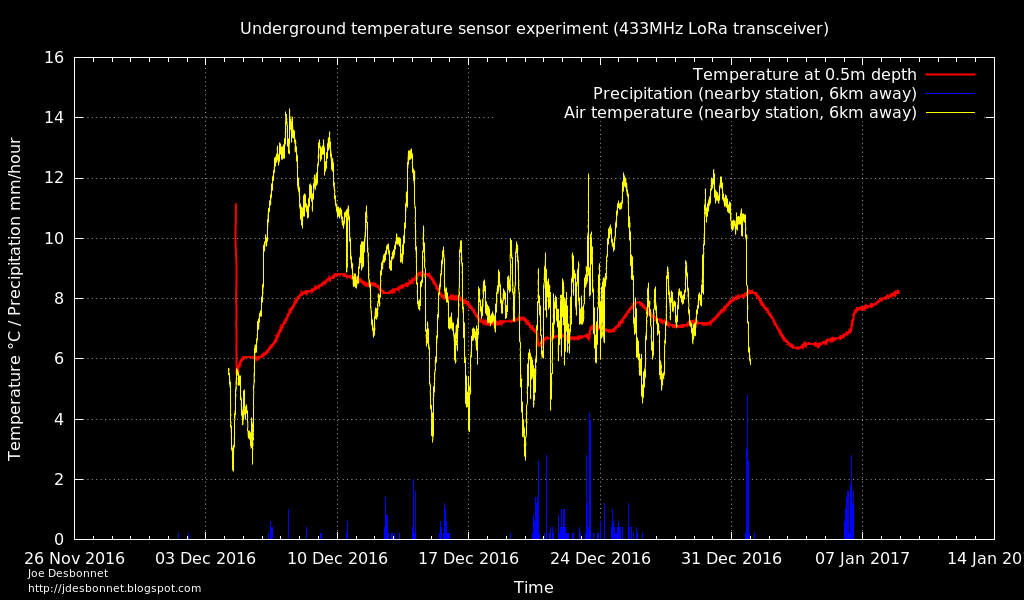 Underground temperature sensor experiment (433MHz LoRa transceiver)
Temperature at 0.5m depth
Precipitation (nearby station, 6km away)
Air temperature (nearby station, 6km away)
Temperature °C / Precipitation mm/hour
16
14
12
10
8
6
4
2
0
26 Nov 2016 03 Dec 2016 10 Dec 2016 17 Dec 2016 24 Dec 2016 31 Dec 2016 07 Jan 2017 14 Jan 20
Time
Joe Desbonnet
http://jdesbonnet.blogspot.com